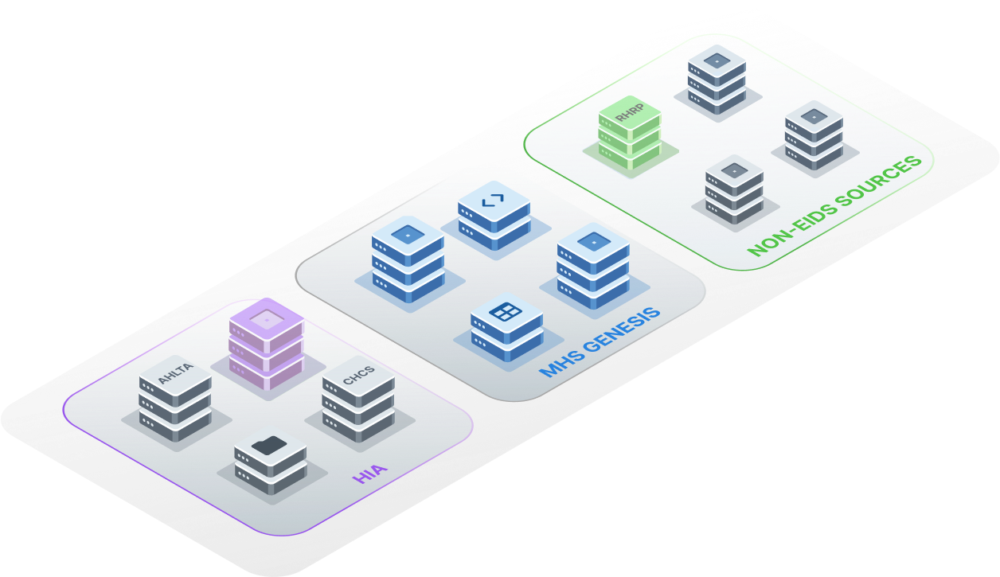 RHRP
NON-EIDS SOURCES
MHS GENESIS
AHLTA
CHCS
HIA